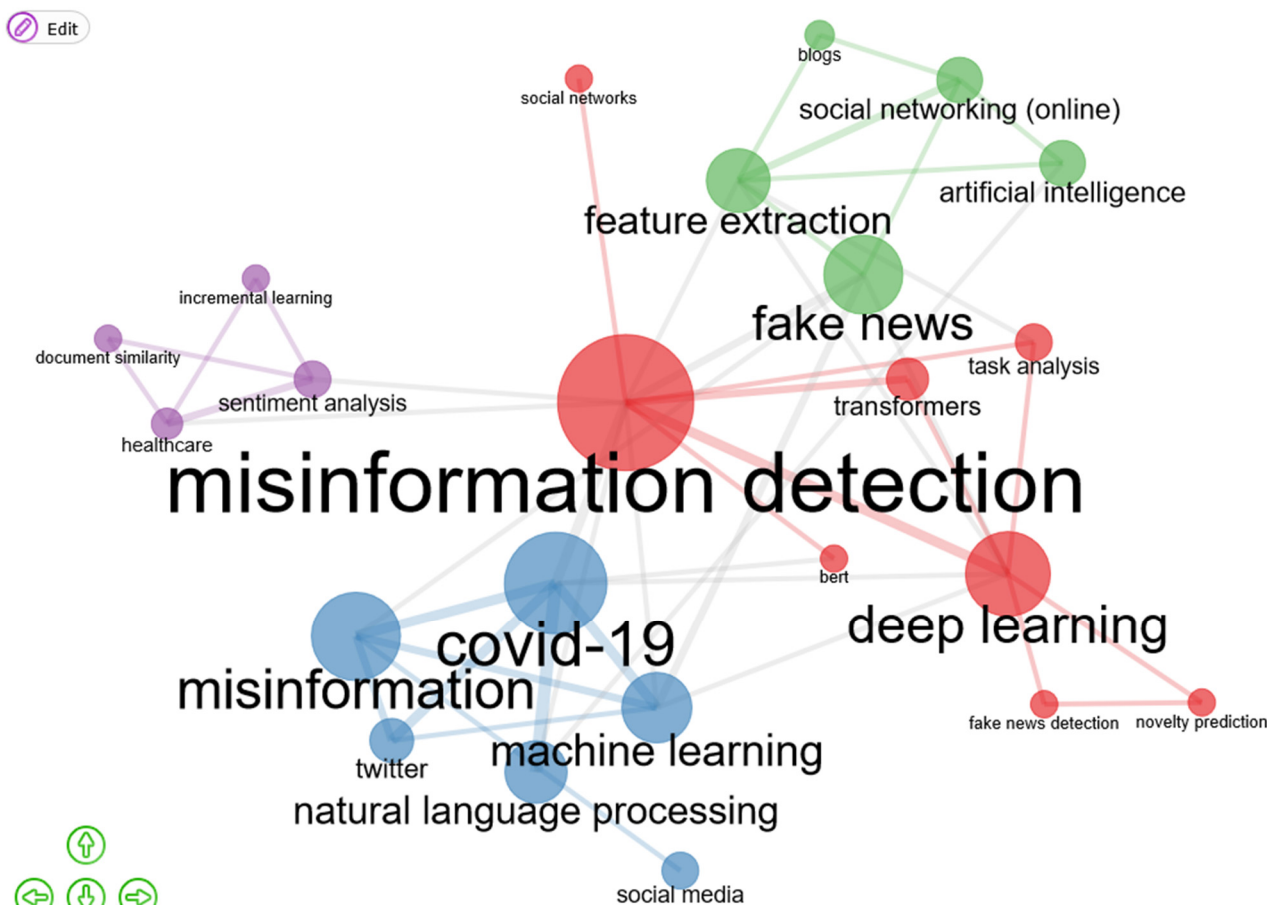 Edit
blogs
social networks
social networking (online)
artificial intelligence
feature extraction
incremental learning
fake news
document similarity
task analysis
sentiment analysis
transformers
healthcare
misinformation detection
bert
deep learning
covid-19
misinformation
fake news detection
novelty prediction
machine learning
twitter
natural language processing
social media